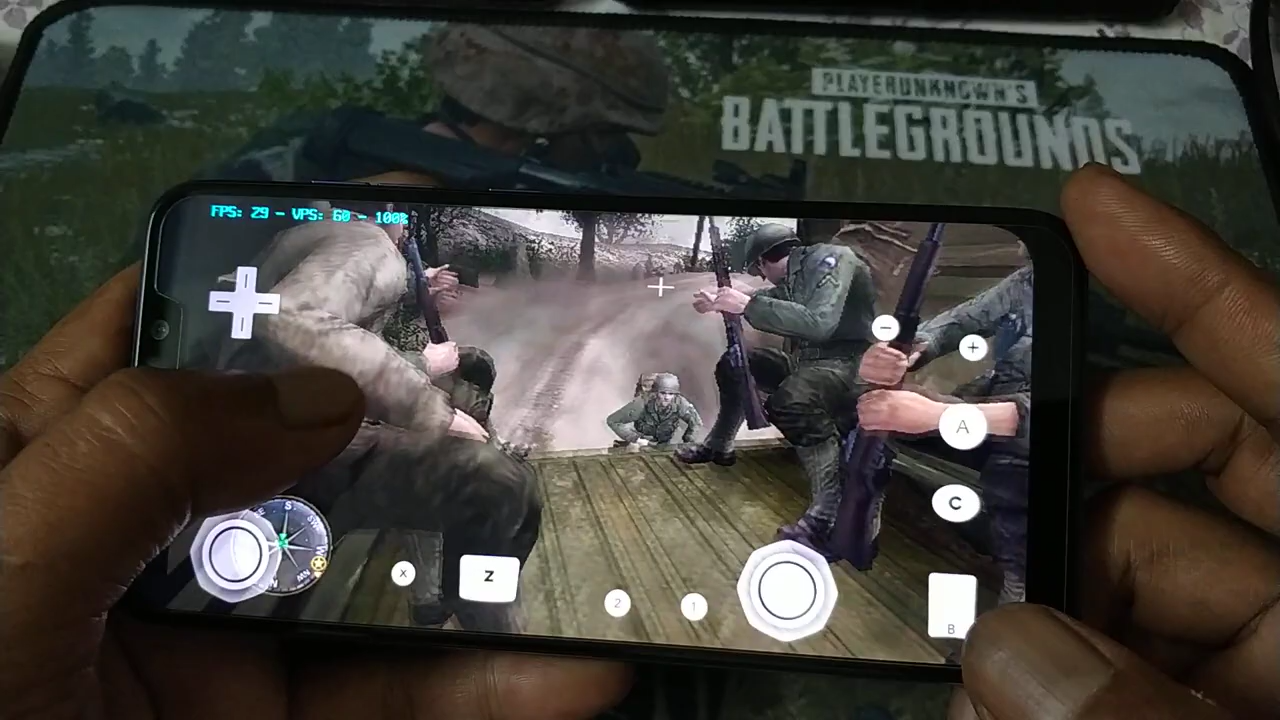 PLAYERUNKNOWN'S
BATTLEGROUNDS
FPS: 29 - VPS: 60 - 100%
-
+
A
C
E
S
W
X
Z
2
1
B